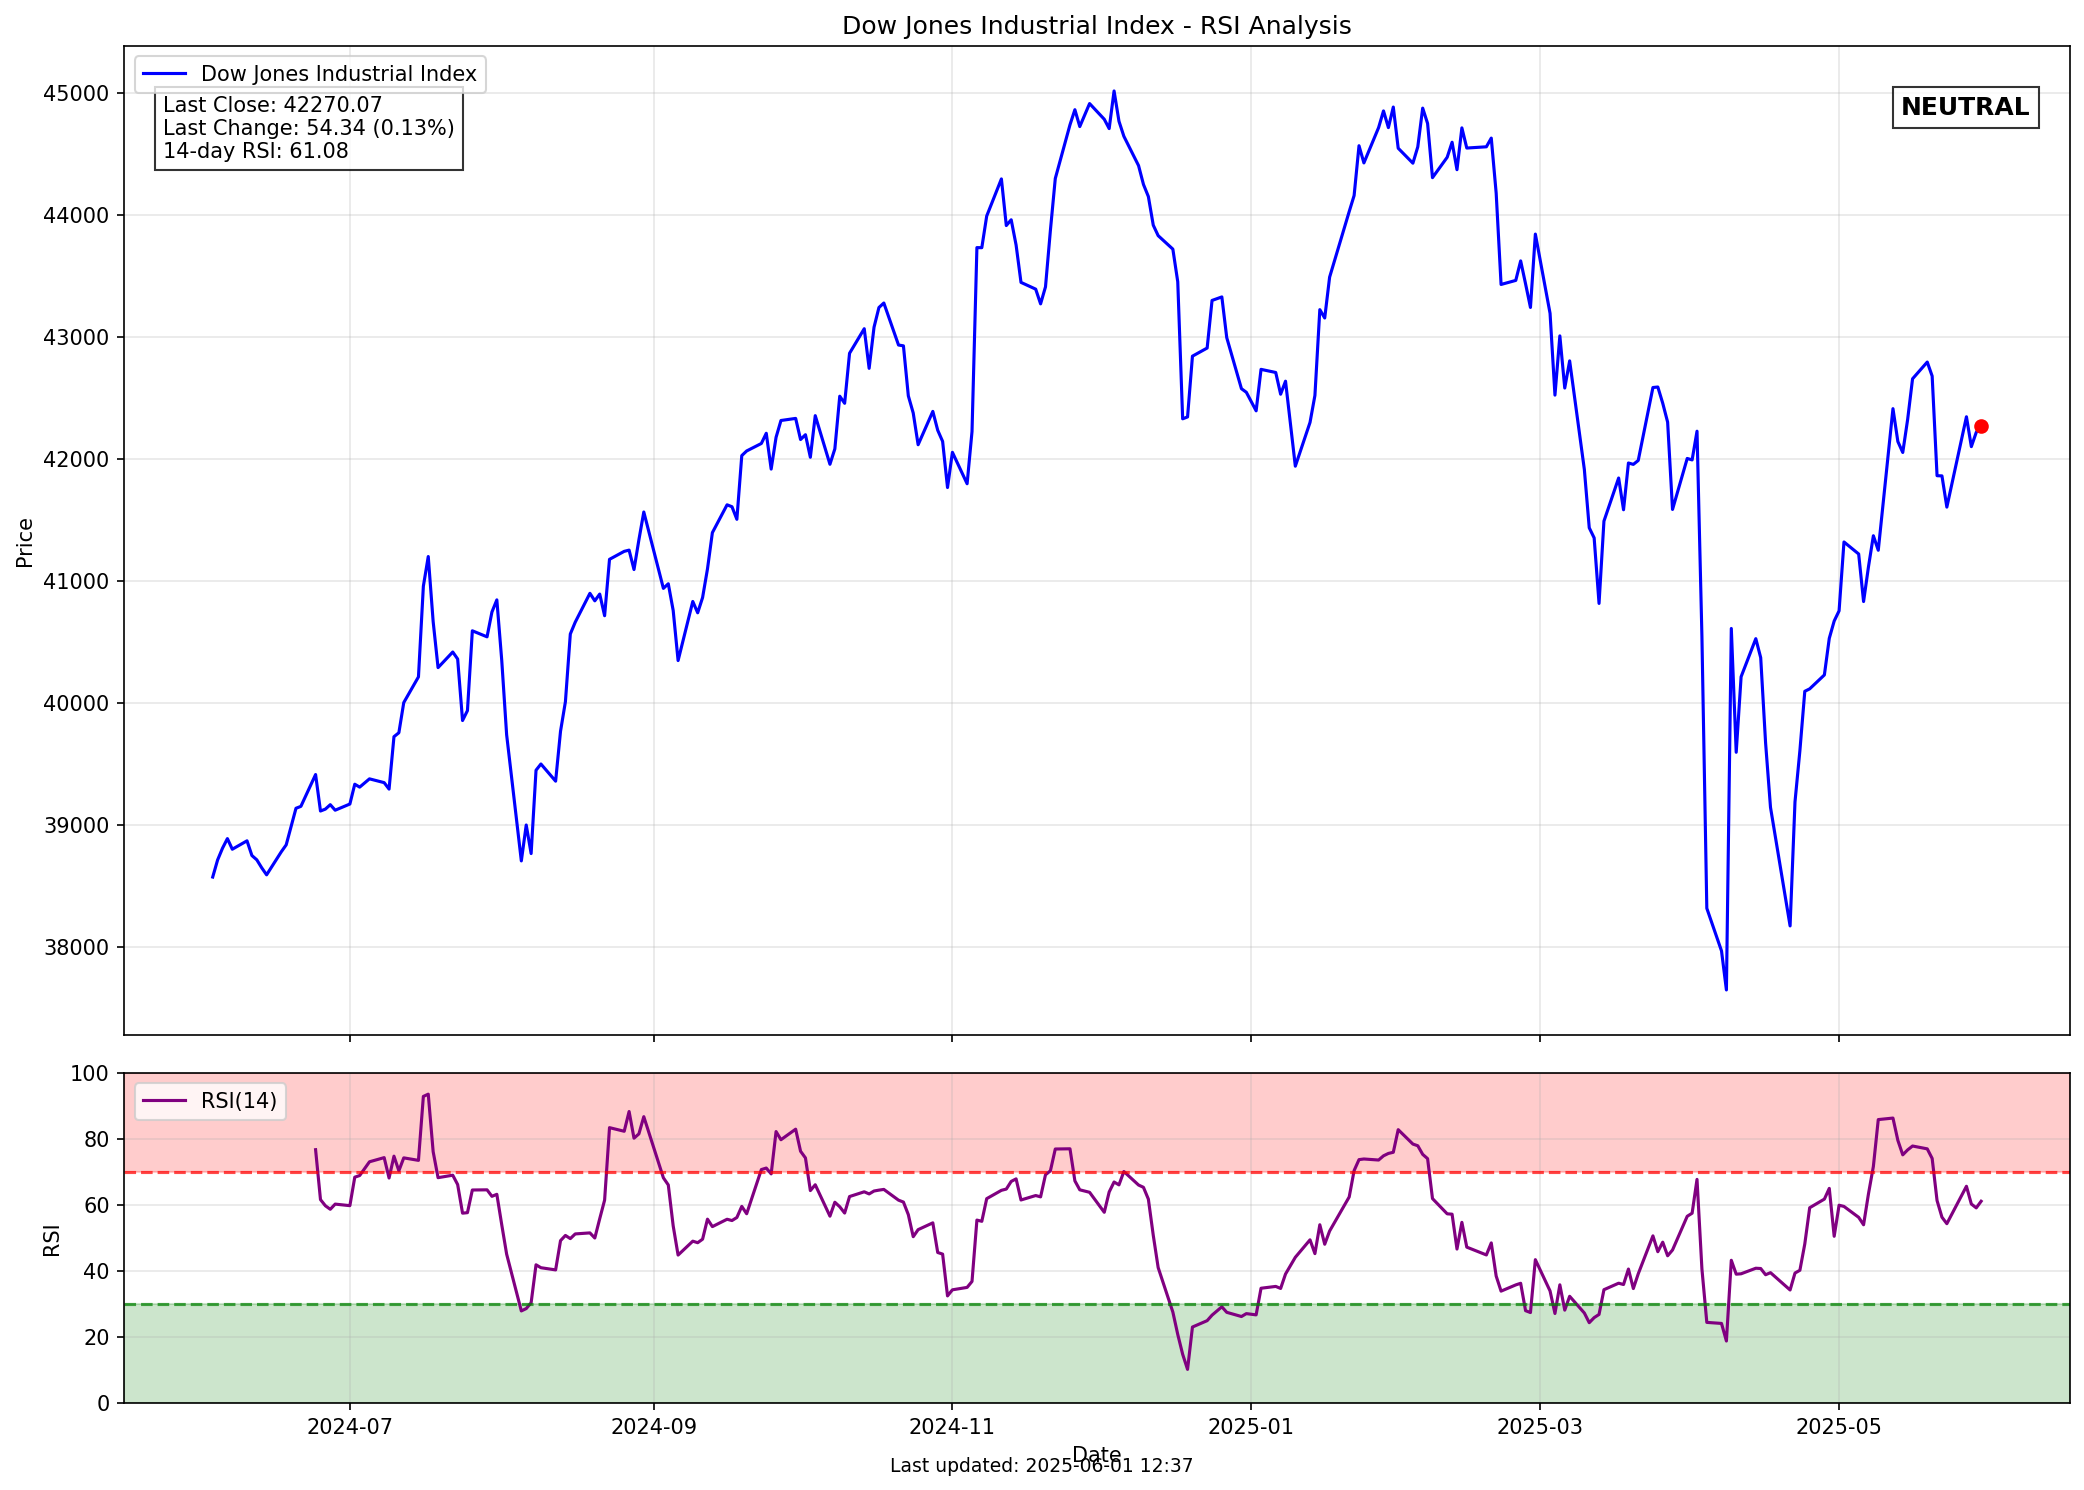 Dow Jones Industrial Index - RSI Analysis
Dow Jones Industrial Index
Last Close: 42270.07
Last Change: 54.34 (0.13%)
14-day RSI: 61.08
NEUTRAL
45000
44000
43000
42000
41000
40000
39000
38000
Price
RSI(14)
100
80
60
40
20
0
RSI
2024-07
2024-09
2024-11
2025-01
2025-03
2025-05
Date
Last updated: 2025-06-01 12:37